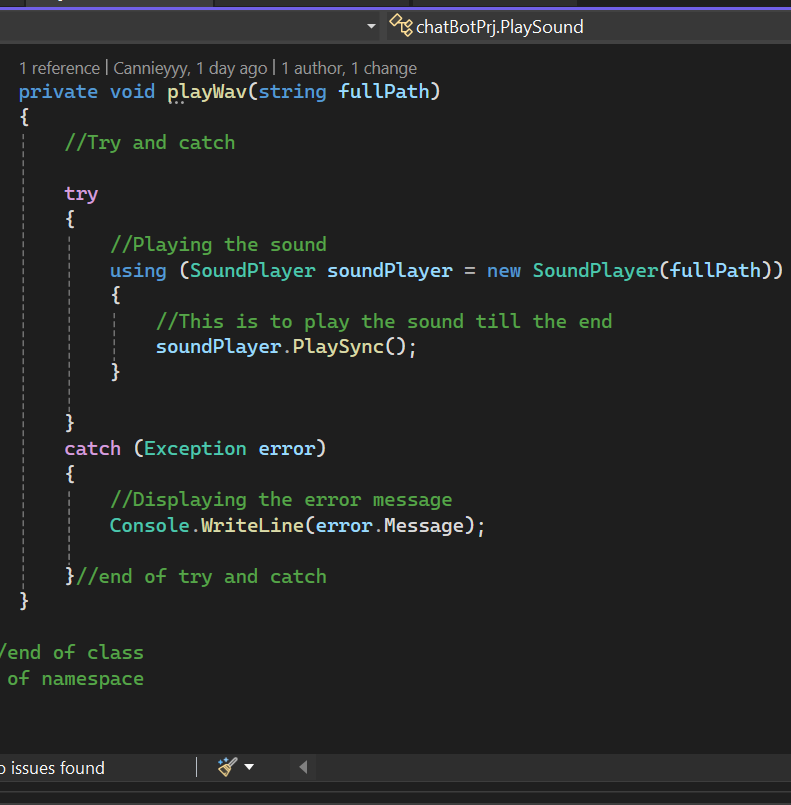 chatBotPrj.PlaySound
1 reference | Cannieyyy, 1 day ago | 1 author, 1 change
private void playWav(string fullPath)
{
//Try and catch
try
{
//Playing the sound
using (SoundPlayer soundPlayer = new SoundPlayer(fullPath))
{
//This is to play the sound till the end
soundPlayer.PlaySync();
}
}
catch (Exception error)
{
//Displaying the error message
Console.WriteLine(error.Message);
}//end of try and catch
}
/end of class
of namespace
o issues found